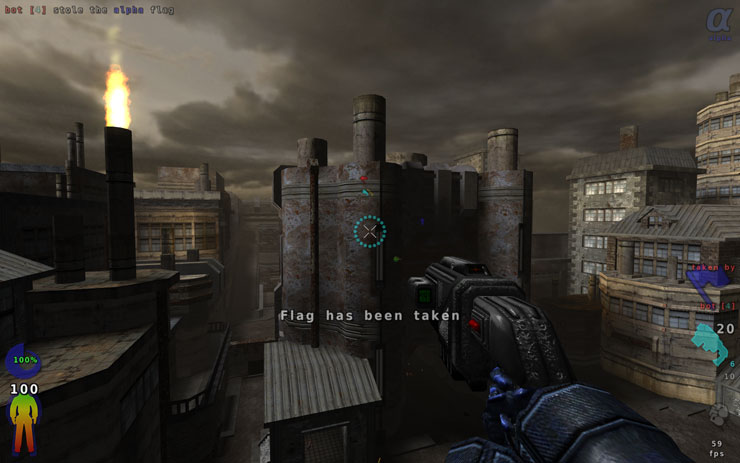 bot [4] stole the alpha flag
alpha
Flag has been taken
taken by
bot [4]
100%
100
20
6
10
59
fps